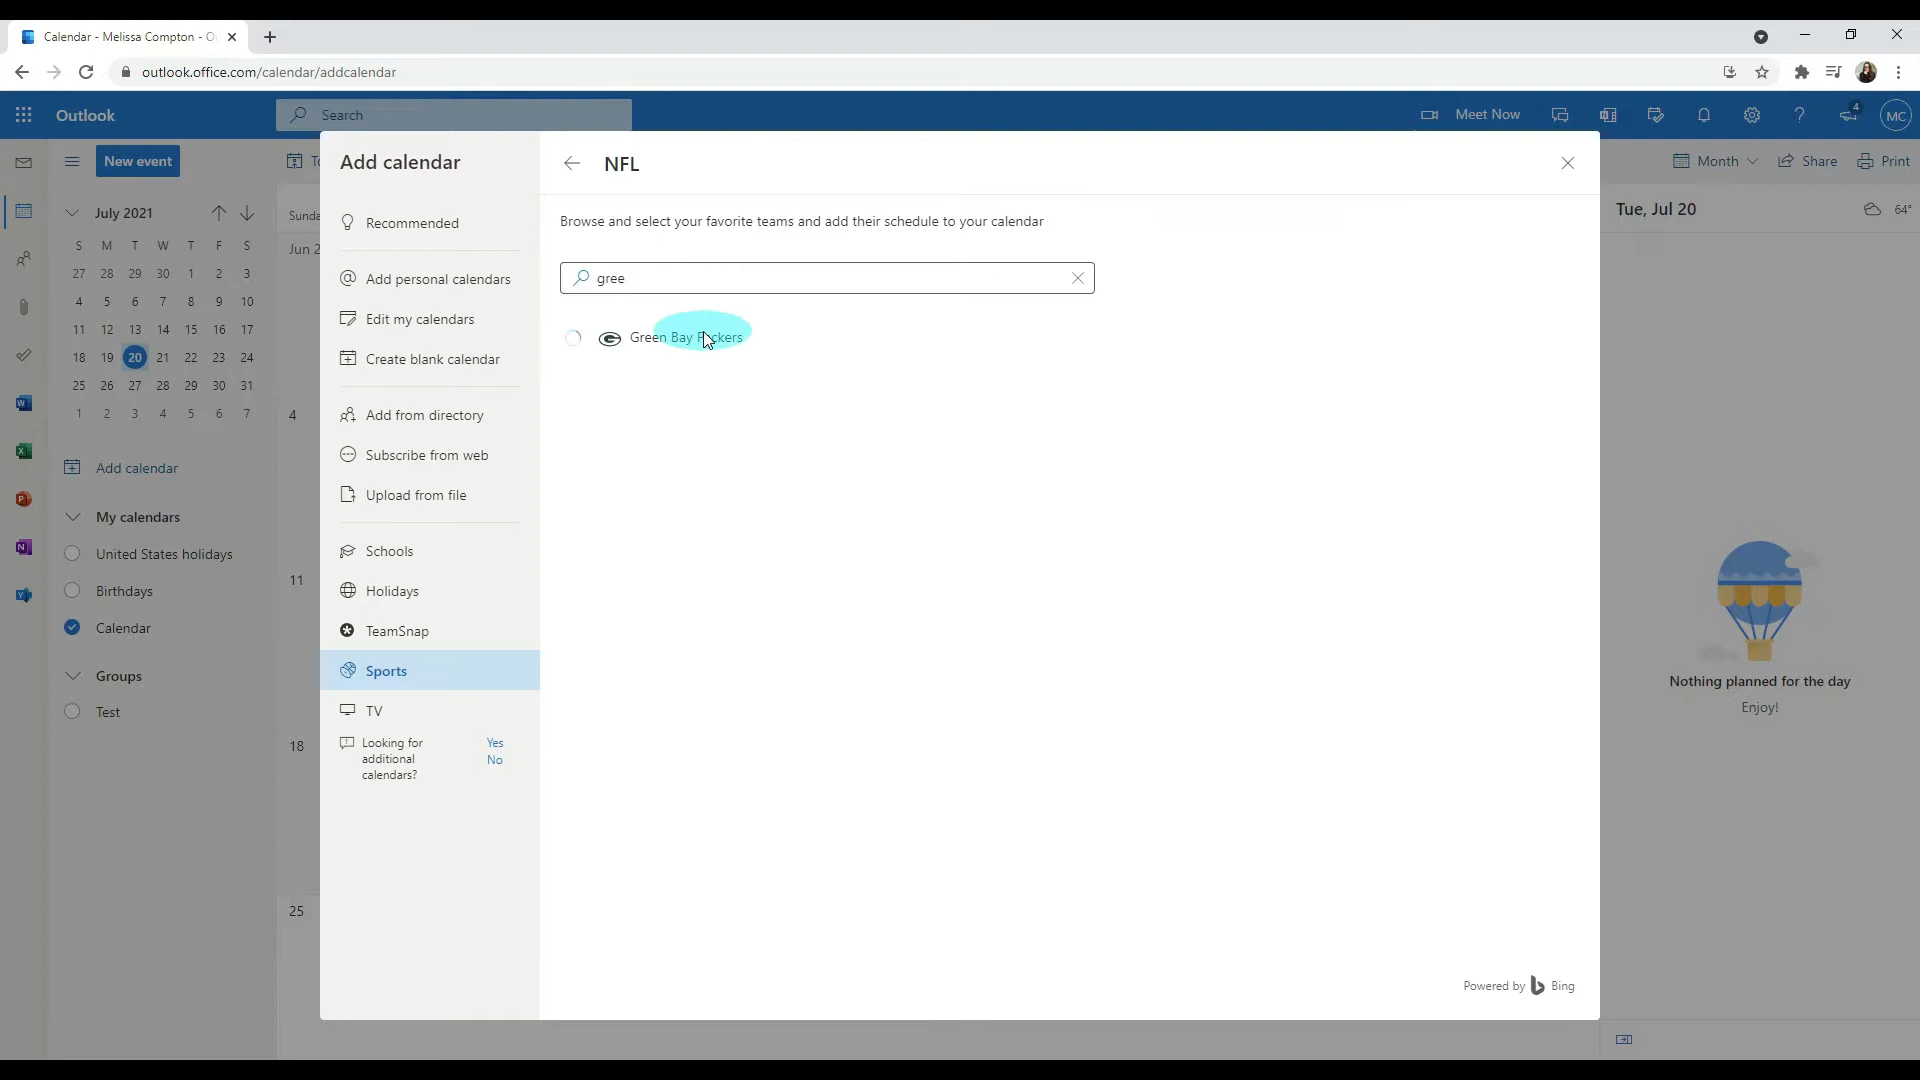 Calendar - Melissa Compton - O
outlook.office.com/calendar/addcalendar
Outlook
Search
Meet Now
4
MC
New event
Month
Share
Print
Add calendar
NFL
July 2021
S M T W T F S
27 28 29 30 1 2 3
4 5 6 7 8 9 10
11 12 13 14 15 16 17
18 19 20 21 22 23 24
25 26 27 28 29 30 31
1 2 3 4 5 6 7
Add calendar
My calendars
United States holidays
Birthdays
Calendar
Groups
Test
Sunda
Jun 2
4
11
18
25
Recommended
Add personal calendars
Edit my calendars
Create blank calendar
Add from directory
Subscribe from web
Upload from file
Schools
Holidays
TeamSnap
Sports
TV
Looking for
additional
calendars?
Yes
No
Browse and select your favorite teams and add their schedule to your calendar
gree
Green Bay Packers
Powered by Bing
Tue, Jul 20
64°
Nothing planned for the day
Enjoy!